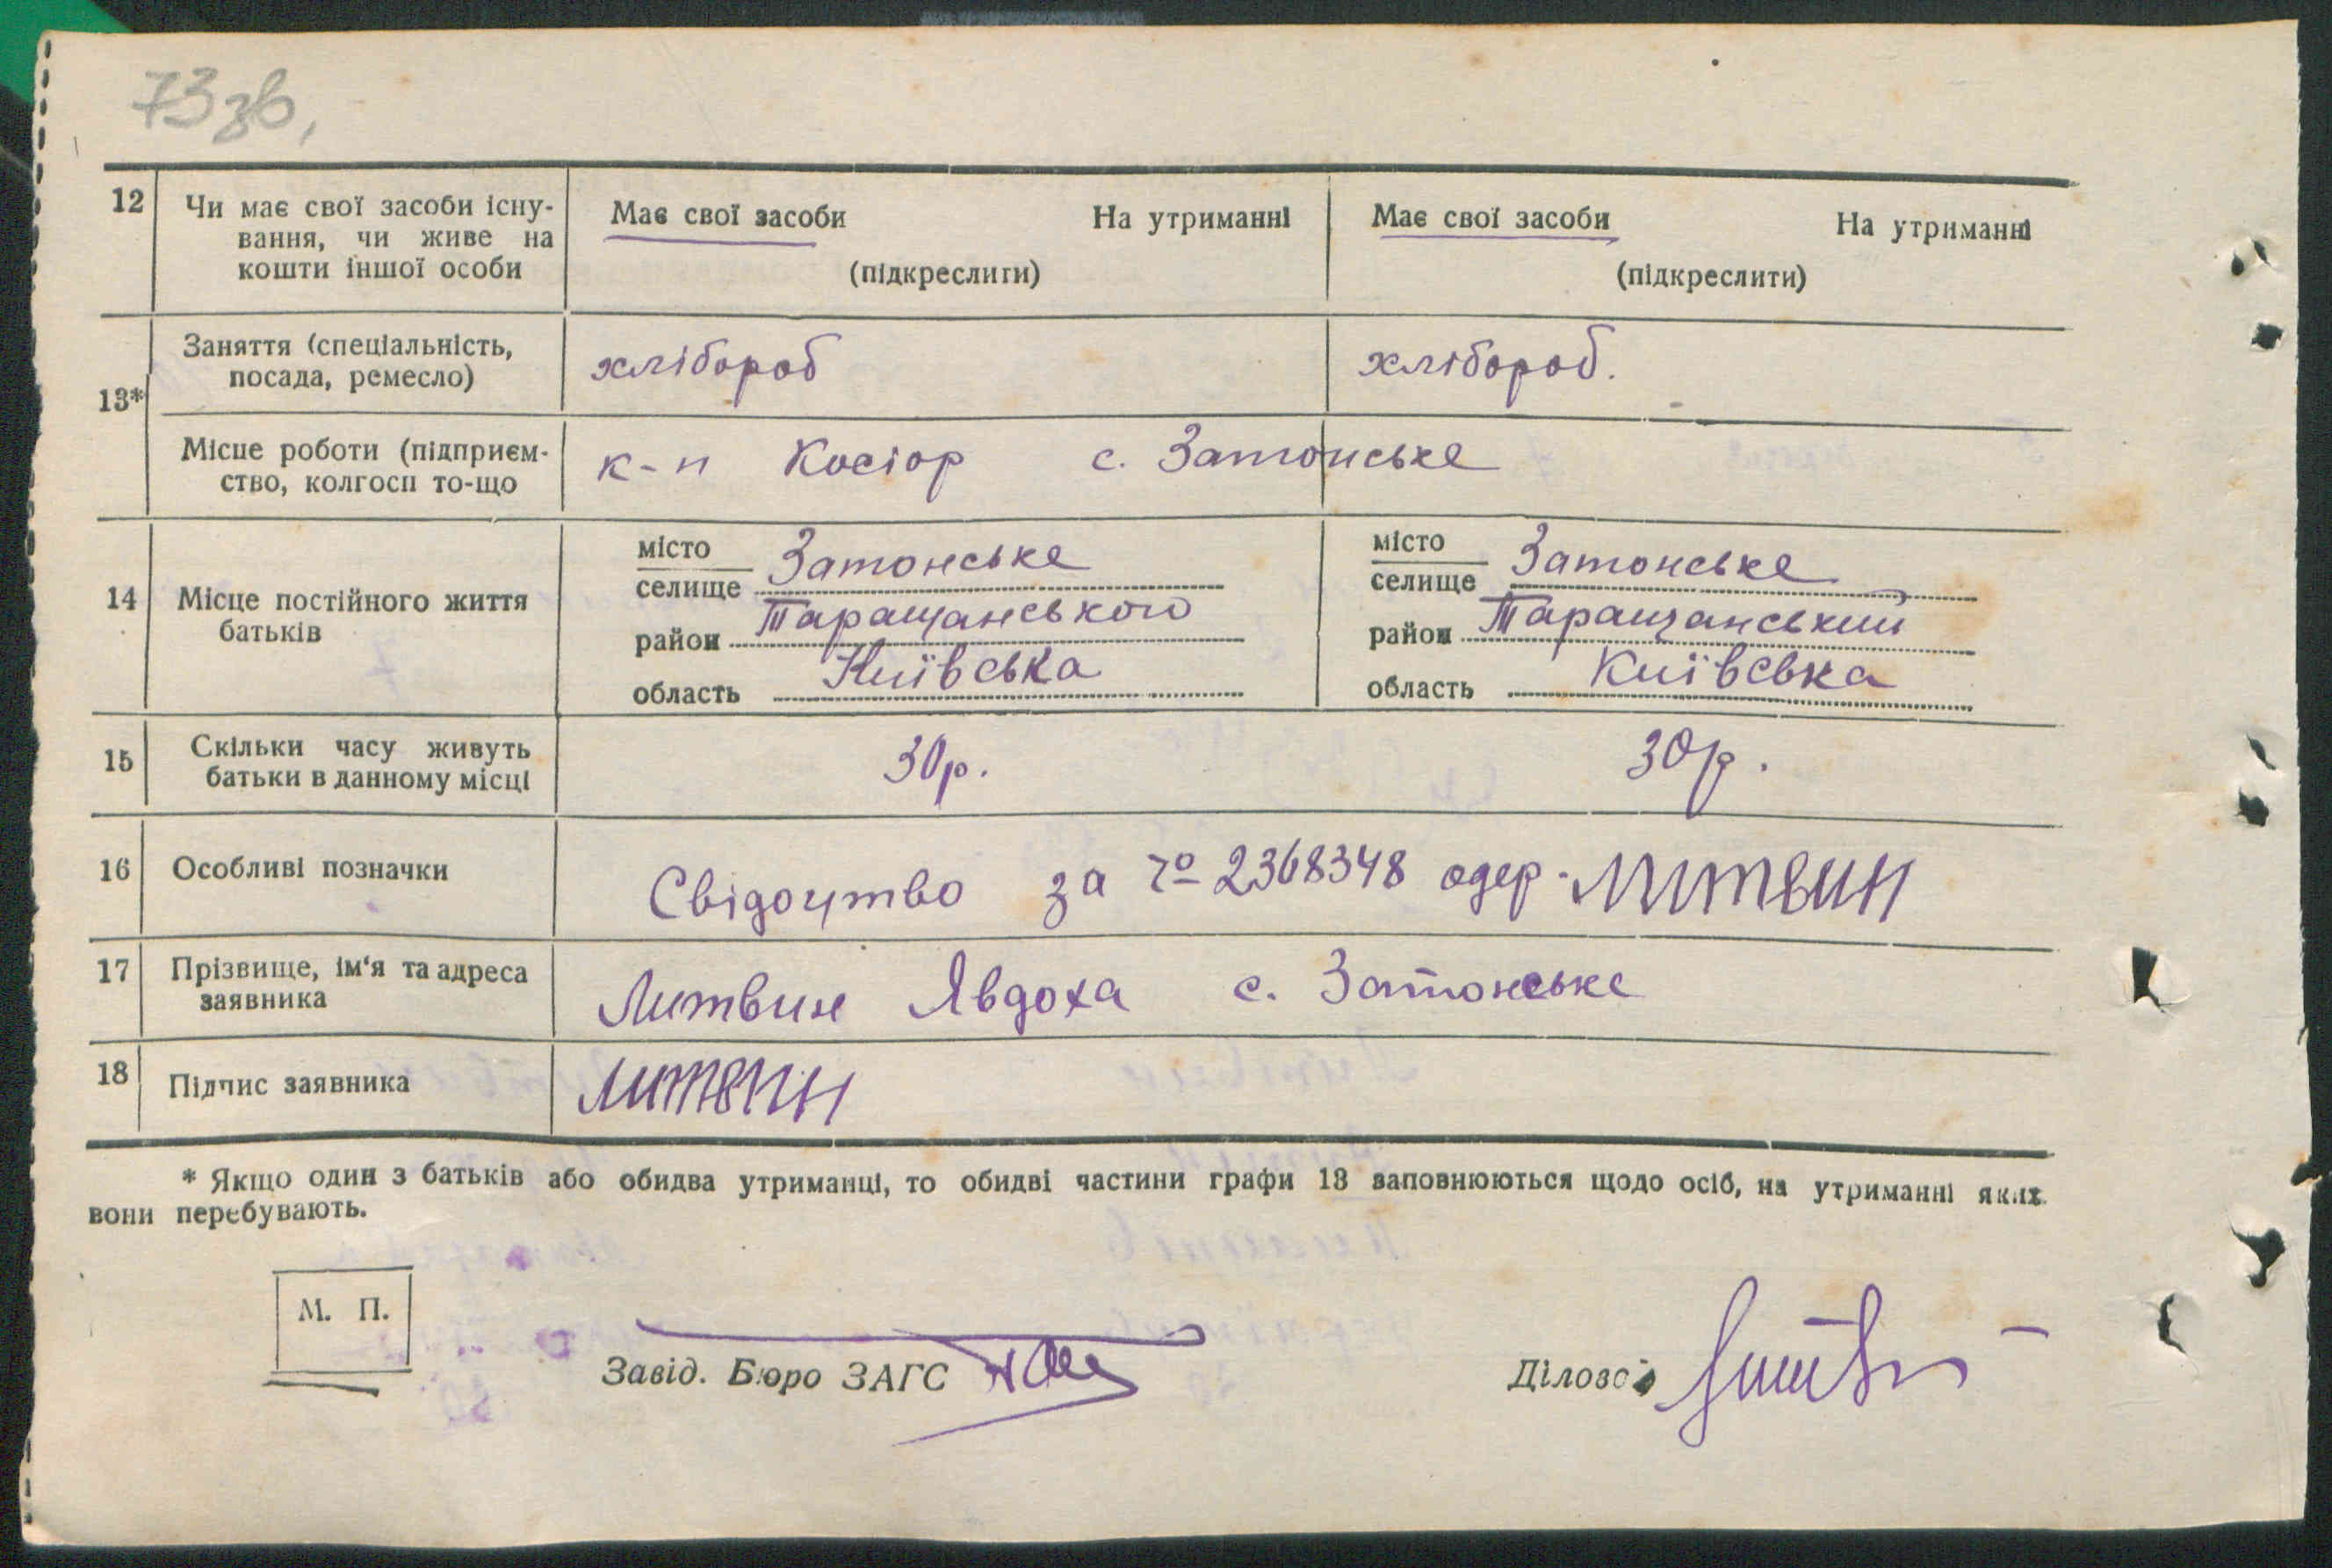 73зв,
12 Чи має свої засоби існу-
вання, чи живе на
кошти іншої особи
Має свої засоби На утриманні
(підкреслити)
Має свої засоби На утриманні
(підкреслити)
13*
Заняття (спеціальність,
посада, ремесло)
хлібороб
хлібороб.
Місце роботи (підприєм-
ство, колгосп то-що
к-п Косіор с. Затонське
14 Місце постійного життя
батьків
місто
селище Затонське
район Таращанського
область Київська
місто
селище Затонське
район Таращанський
область Київська
15 Скільки часу живуть
батьки в данному місці
30р.
30р.
16 Особливі позначки
Свідоцтво за № 2368348 одер. Литвин
17 Прізвище, ім'я та адреса
заявника
Литвин Явдоха с. Затонське
18 Підпис заявника
Литвин
* Якщо один з батьків або обидва утриманці, то обидві частини графи 13 заповнюються щодо осіб, на утриманні яких
вони перебувають.
М. П.
Завід. Бюро ЗАГС
Діловод